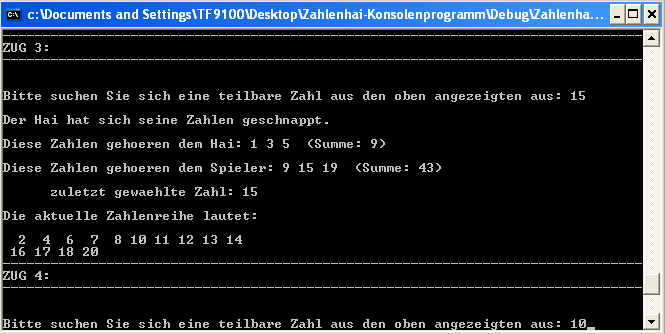 c:\Documents and Settings\TF9100\Desktop\Zahlenhai-Konsolenprogramm\Debug\Zahlenha...
ZUG 3:
Bitte suchen Sie sich eine teilbare Zahl aus den oben angezeigten aus: 15
Der Hai hat sich seine Zahlen geschnappt.
Diese Zahlen gehoeren dem Hai: 1 3 5  (Summe: 9)
Diese Zahlen gehoeren dem Spieler: 9 15 19  (Summe: 43)
zuletzt gewaehlte Zahl: 15
Die aktuelle Zahlenreihe lautet:
2  4  6  7  8 10 11 12 13 14
16 17 18 20
ZUG 4:
Bitte suchen Sie sich eine teilbare Zahl aus den oben angezeigten aus: 10_